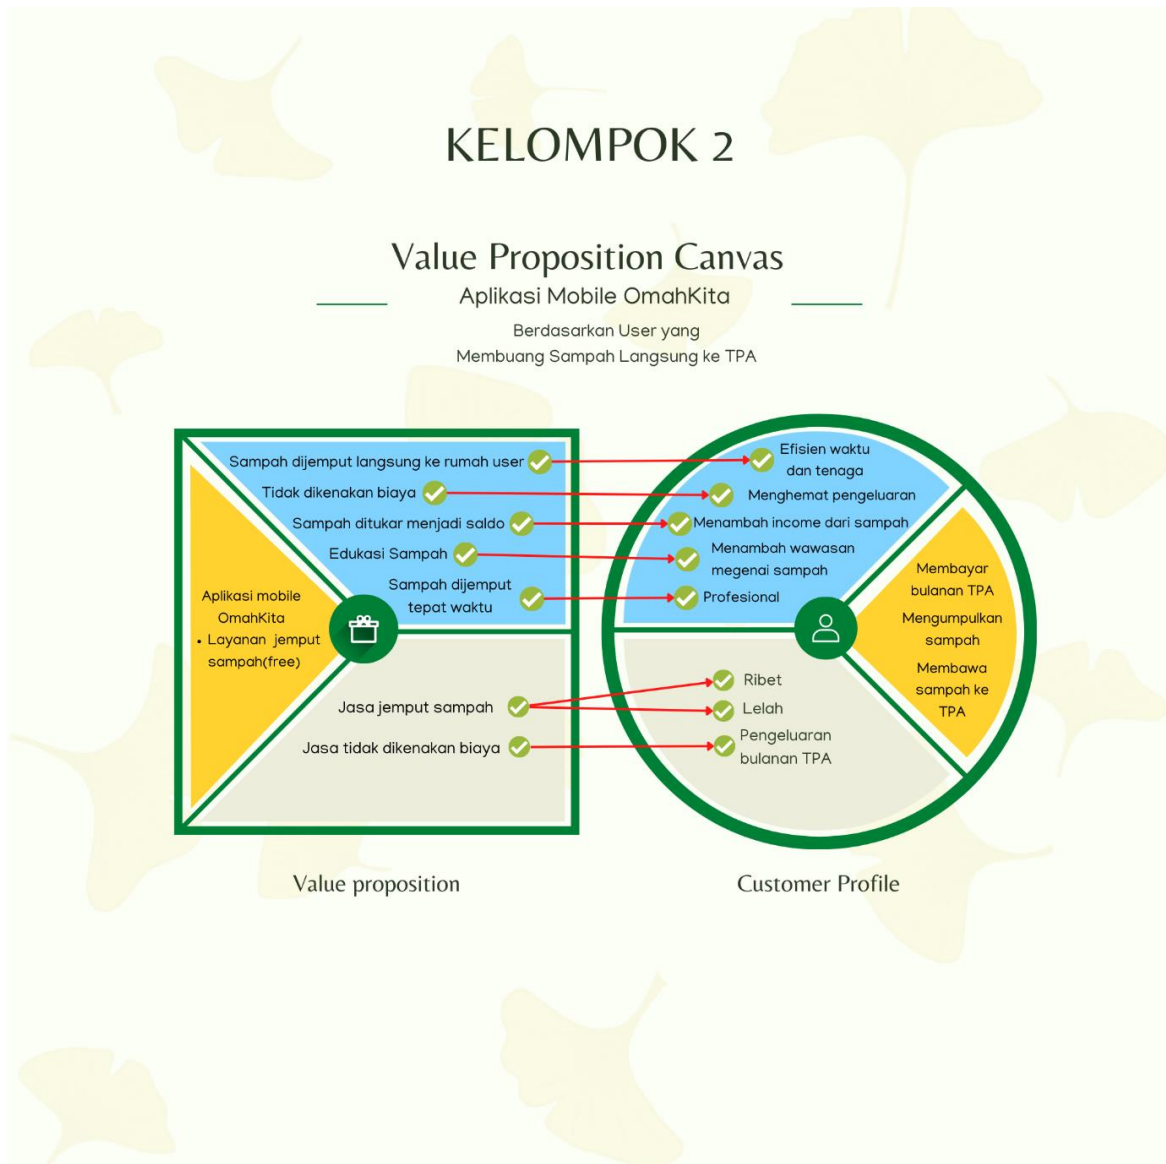 KELOMPOK 2
Value Proposition Canvas
Aplikasi Mobile OmahKita
Berdasarkan User yang
Membuang Sampah Langsung ke TPA
Sampah dijemput langsung ke rumah user
Tidak dikenakan biaya
Sampah ditukar menjadi saldo
Edukasi Sampah
Sampah dijemput
tepat waktu
Aplikasi mobile
OmahKita
• Layanan jemput
sampah(free)
Jasa jemput sampah
Jasa tidak dikenakan biaya
Value proposition
Efisien waktu
dan tenaga
Menghemat pengeluaran
Menambah income dari sampah
Menambah wawasan
megenai sampah
Profesional
Membayar
bulanan TPA
Mengumpulkan
sampah
Membawa
sampah ke
TPA
Ribet
Lelah
Pengeluaran
bulanan TPA
Customer Profile